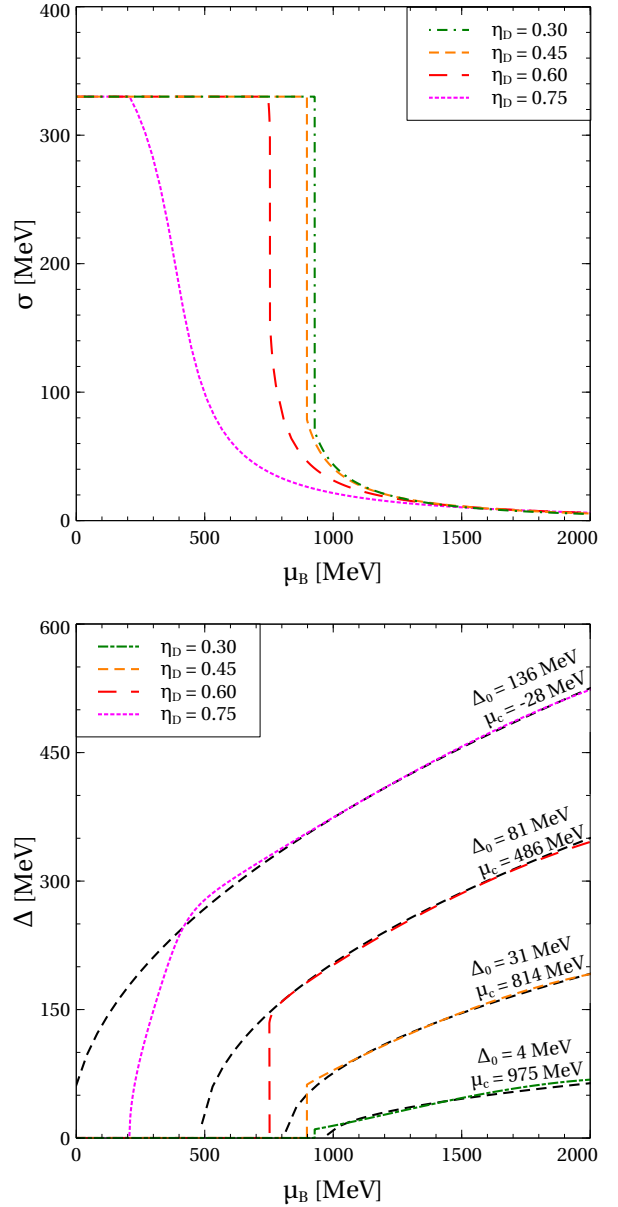 400
300
200
100
0
σ [MeV]
η_D = 0.30
η_D = 0.45
η_D = 0.60
η_D = 0.75
0 500 1000 1500 2000
μ_B [MeV]
600
450
300
150
0
Δ [MeV]
η_D = 0.30
η_D = 0.45
η_D = 0.60
η_D = 0.75
Δ_0 = 136 MeV
μ_c = -28 MeV
Δ_0 = 81 MeV
μ_c = 486 MeV
Δ_0 = 31 MeV
μ_c = 814 MeV
Δ_0 = 4 MeV
μ_c = 975 MeV
0 500 1000 1500 2000
μ_B [MeV]